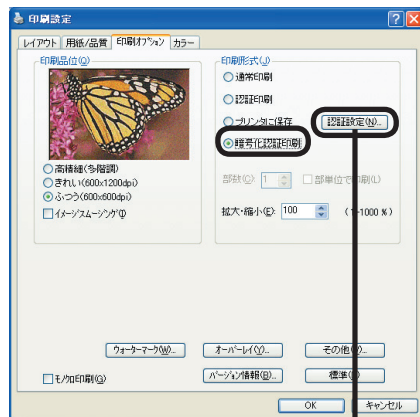 印刷設定
レイアウト 用紙/品質 印刷オプション カラー
印刷品位(Q)
高精細(多階調)
きれい(600x1200dpi)
ふつう(600x600dpi)
イメージスムージング(I)
印刷形式(J)
通常印刷
認証印刷
プリンタに保存
認証設定(N)...
暗号化認証印刷
部数(C): 1
部単位で印刷(L)
拡大・縮小(E): 100
(1-1000 %)
ウォーターマーク(W)...
オーバーレイ(Y)...
その他
モノクロ印刷(G)
バージョン情報(B)...
標準
OK
キャンセル